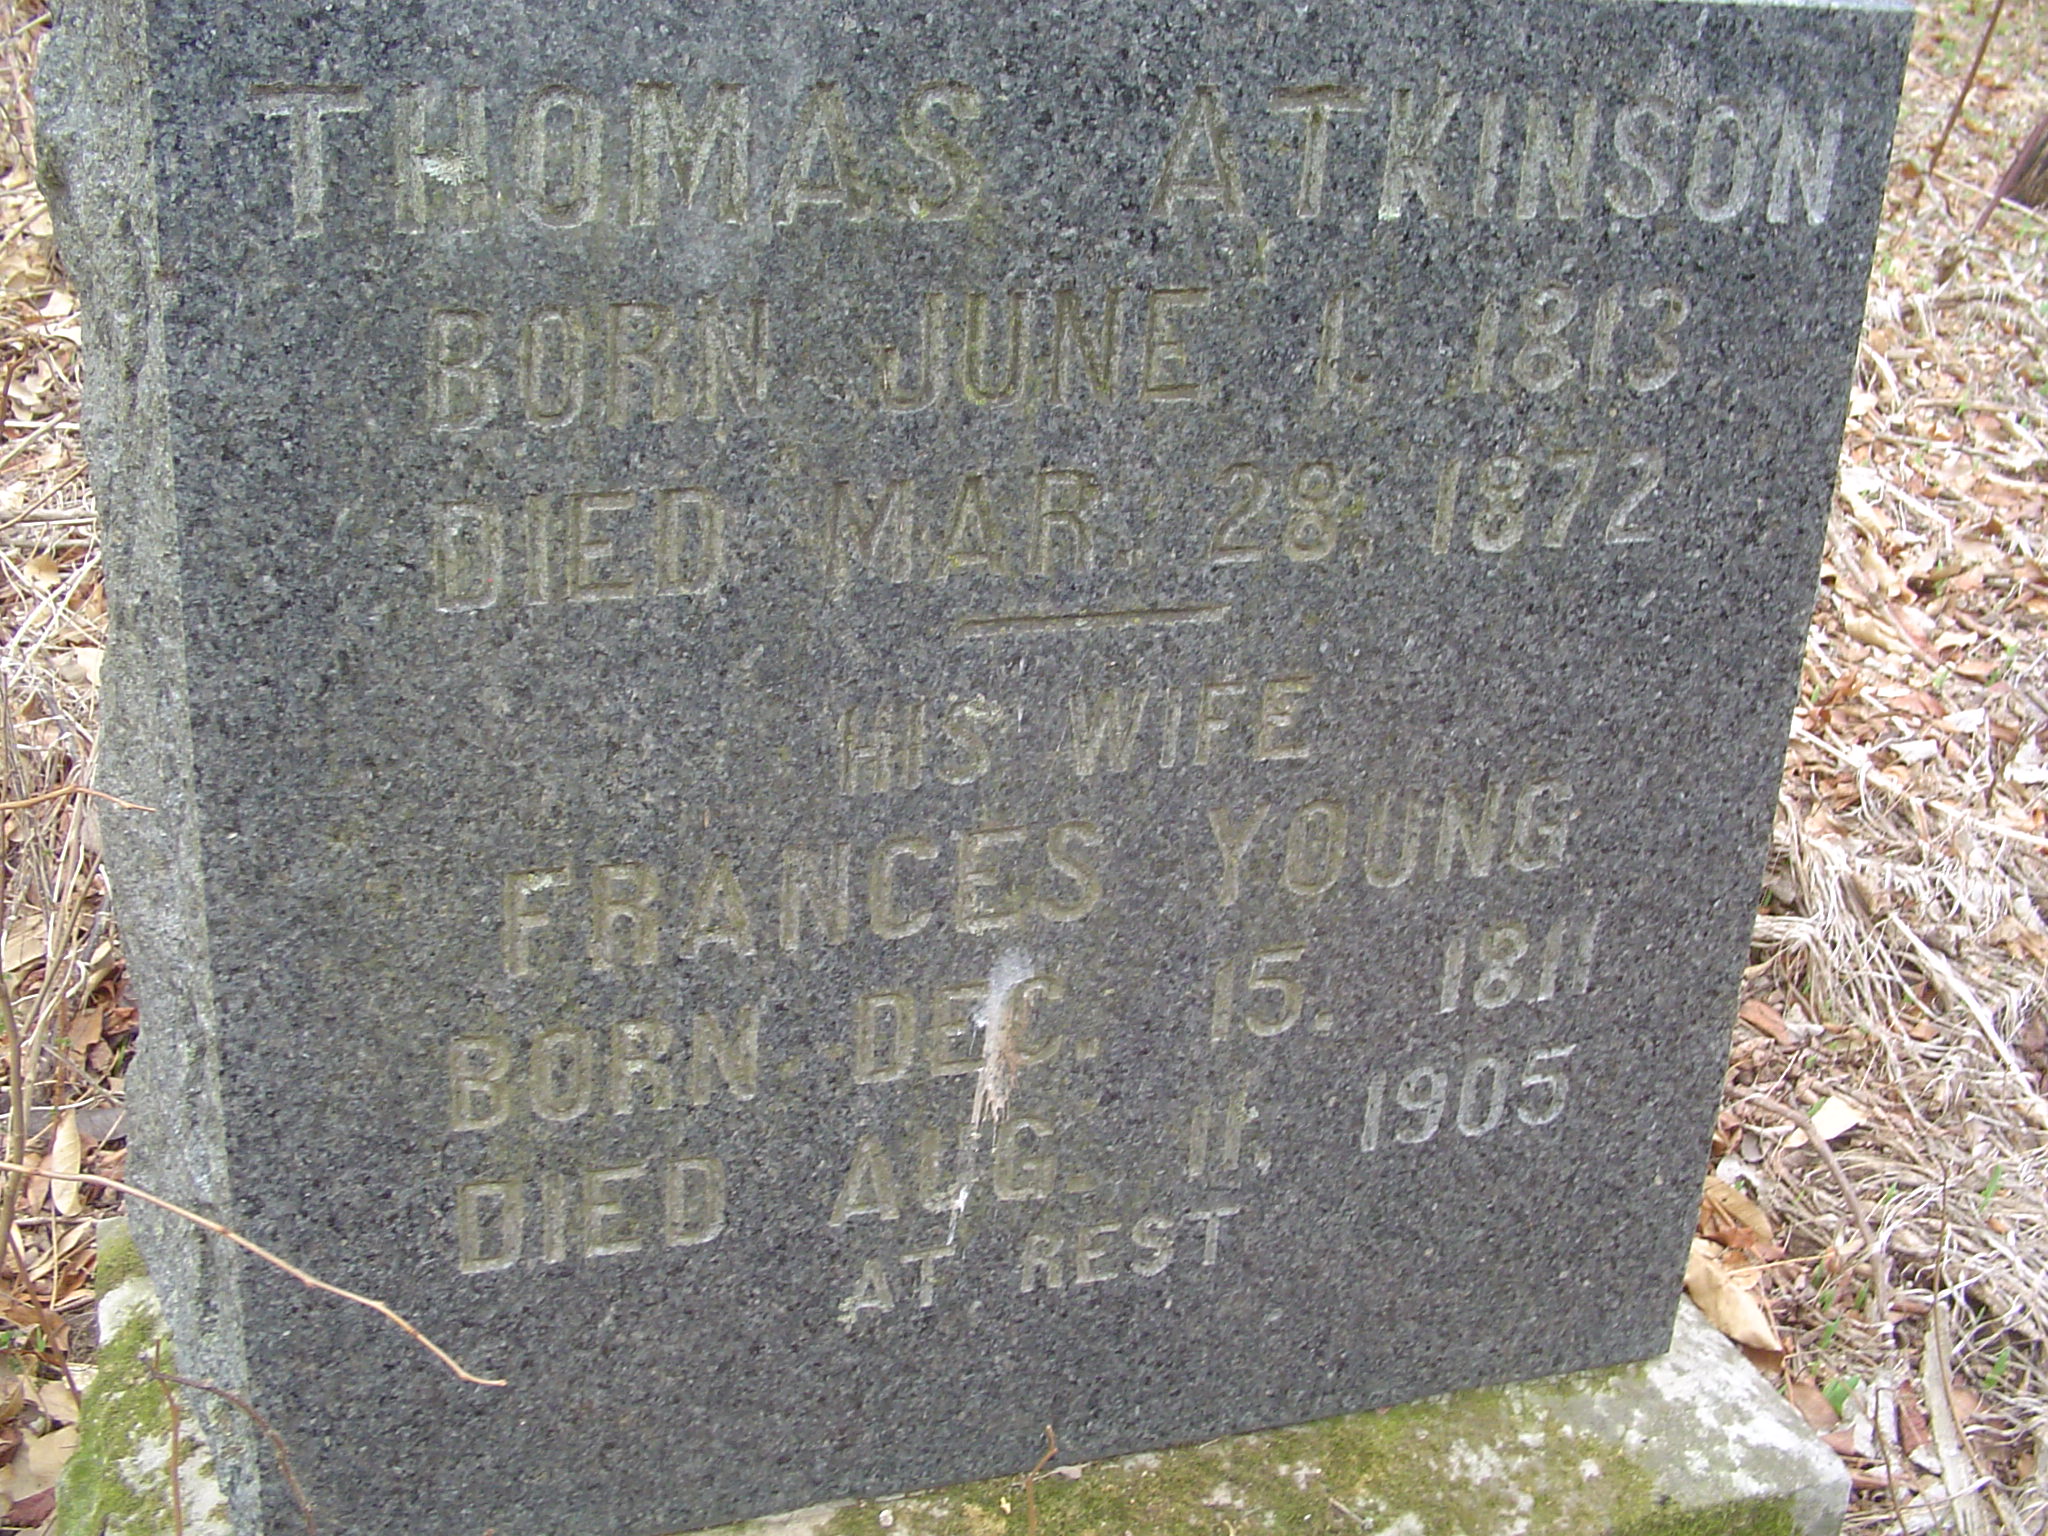 THOMAS ATKINSON
BORN JUNE 1. 1813
DIED MAR. 28. 1872
HIS WIFE
FRANCES YOUNG
BORN DEC. 15. 1811
DIED AUG. 11. 1905
AT REST